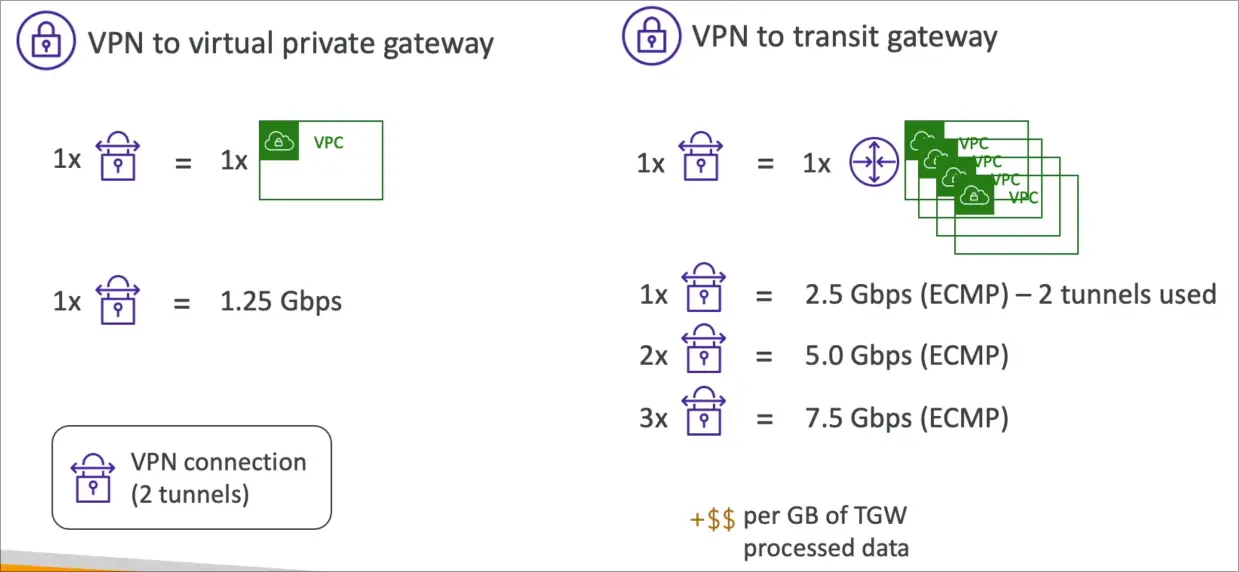 VPN to virtual private gateway
1x = 1x VPC
1x = 1.25 Gbps
VPN connection
(2 tunnels)
VPN to transit gateway
1x = 1x VPC
VPC
VPC
VPC
1x = 2.5 Gbps (ECMP) – 2 tunnels used
2x = 5.0 Gbps (ECMP)
3x = 7.5 Gbps (ECMP)
+$$ per GB of TGW
processed data